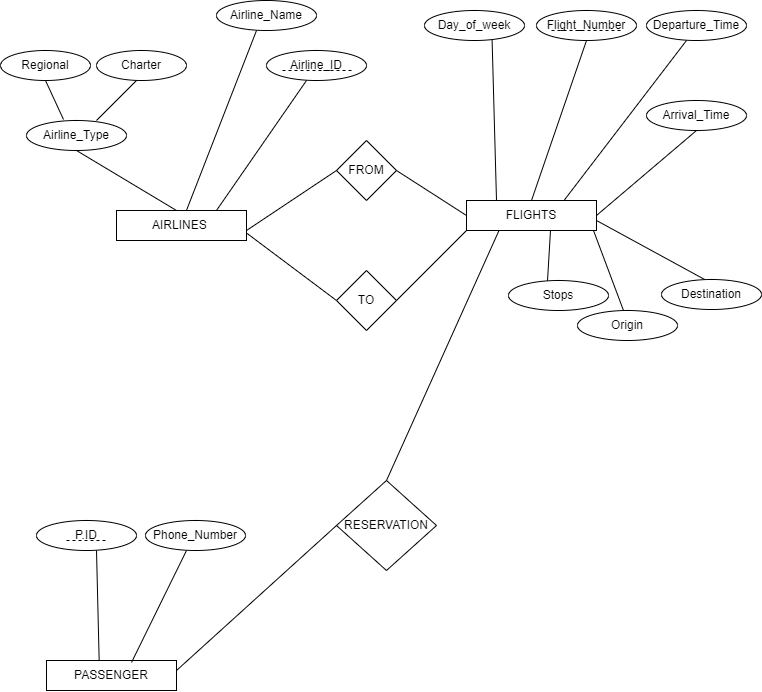 Airline_Name
Day_of_week
Flight_Number
Departure_Time
Regional
Charter
Airline_ID
Airline_Type
Arrival_Time
FROM
AIRLINES
FLIGHTS
TO
Stops
Destination
Origin
RESERVATION
P.ID
Phone_Number
PASSENGER